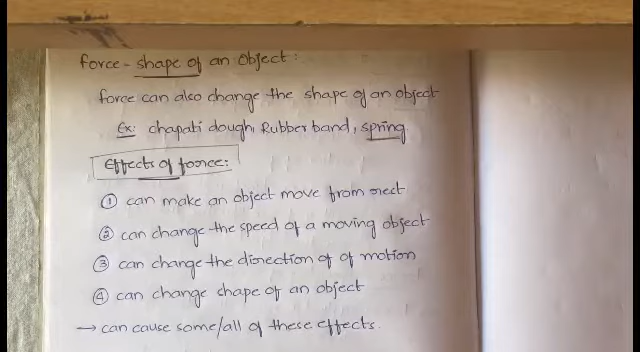 force - shape of an object:
force can also change the shape of an object
Ex: chapati dough, Rubber band, spring.
Effects of force:
① can make an object move from rest
② can change the speed of a moving object
③ can change the direction of of motion
④ can change shape of an object
→ can cause some/all of these effects.